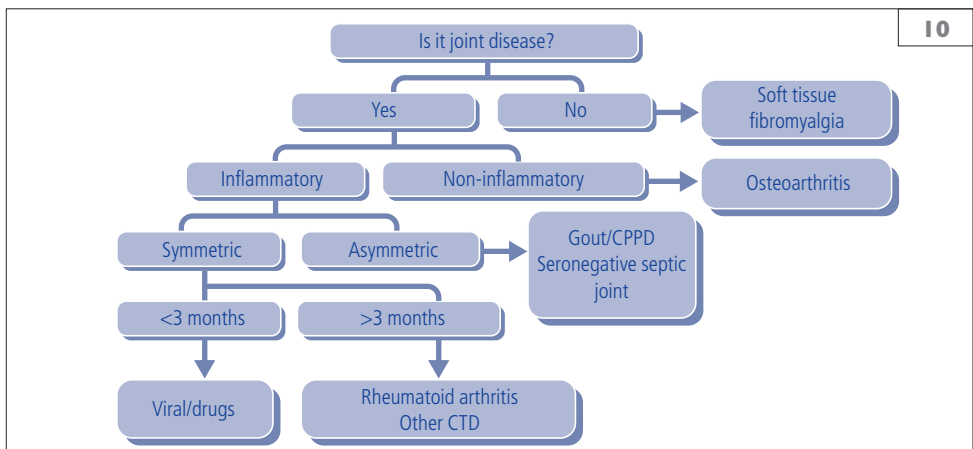 10
Is it joint disease?
Yes
No
Soft tissue
fibromyalgia
Inflammatory
Non-inflammatory
Osteoarthritis
Symmetric
Asymmetric
Gout/CPPD
Seronegative septic
joint
<3 months
>3 months
Viral/drugs
Rheumatoid arthritis
Other CTD